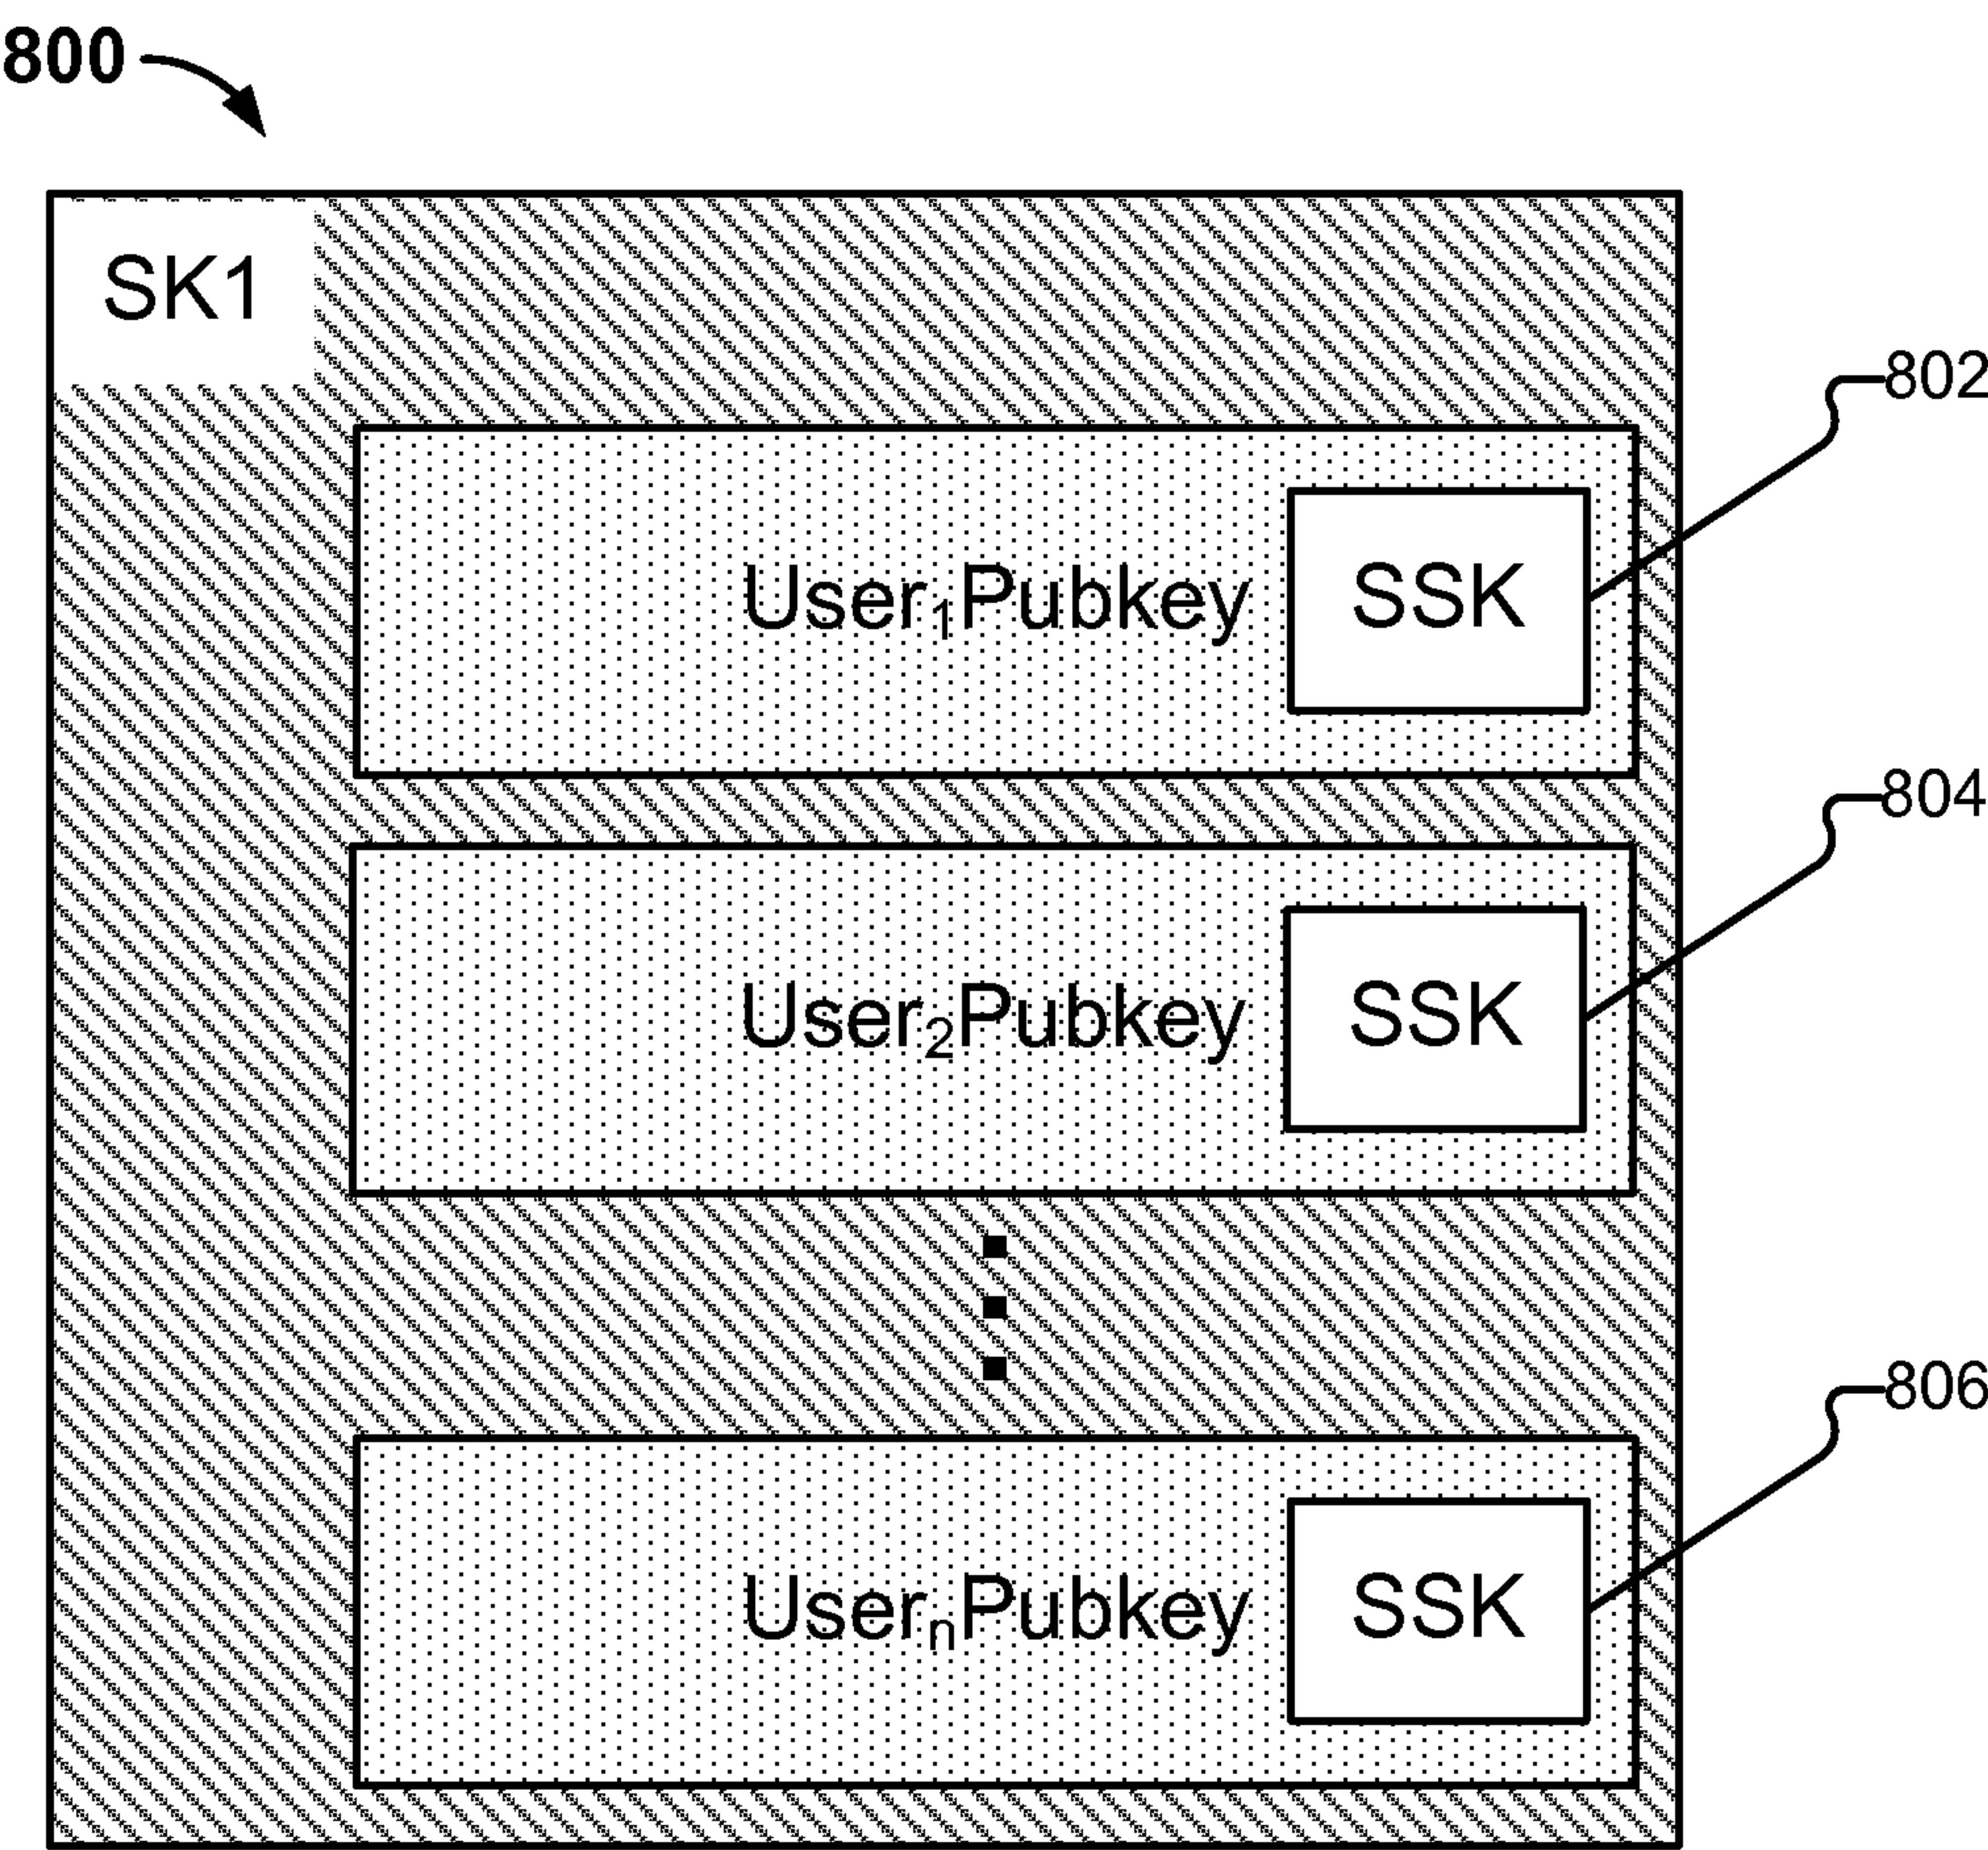 800
SK1
802
User₁Pubkey SSK
804
User₂Pubkey SSK
806
UserₙPubkey SSK